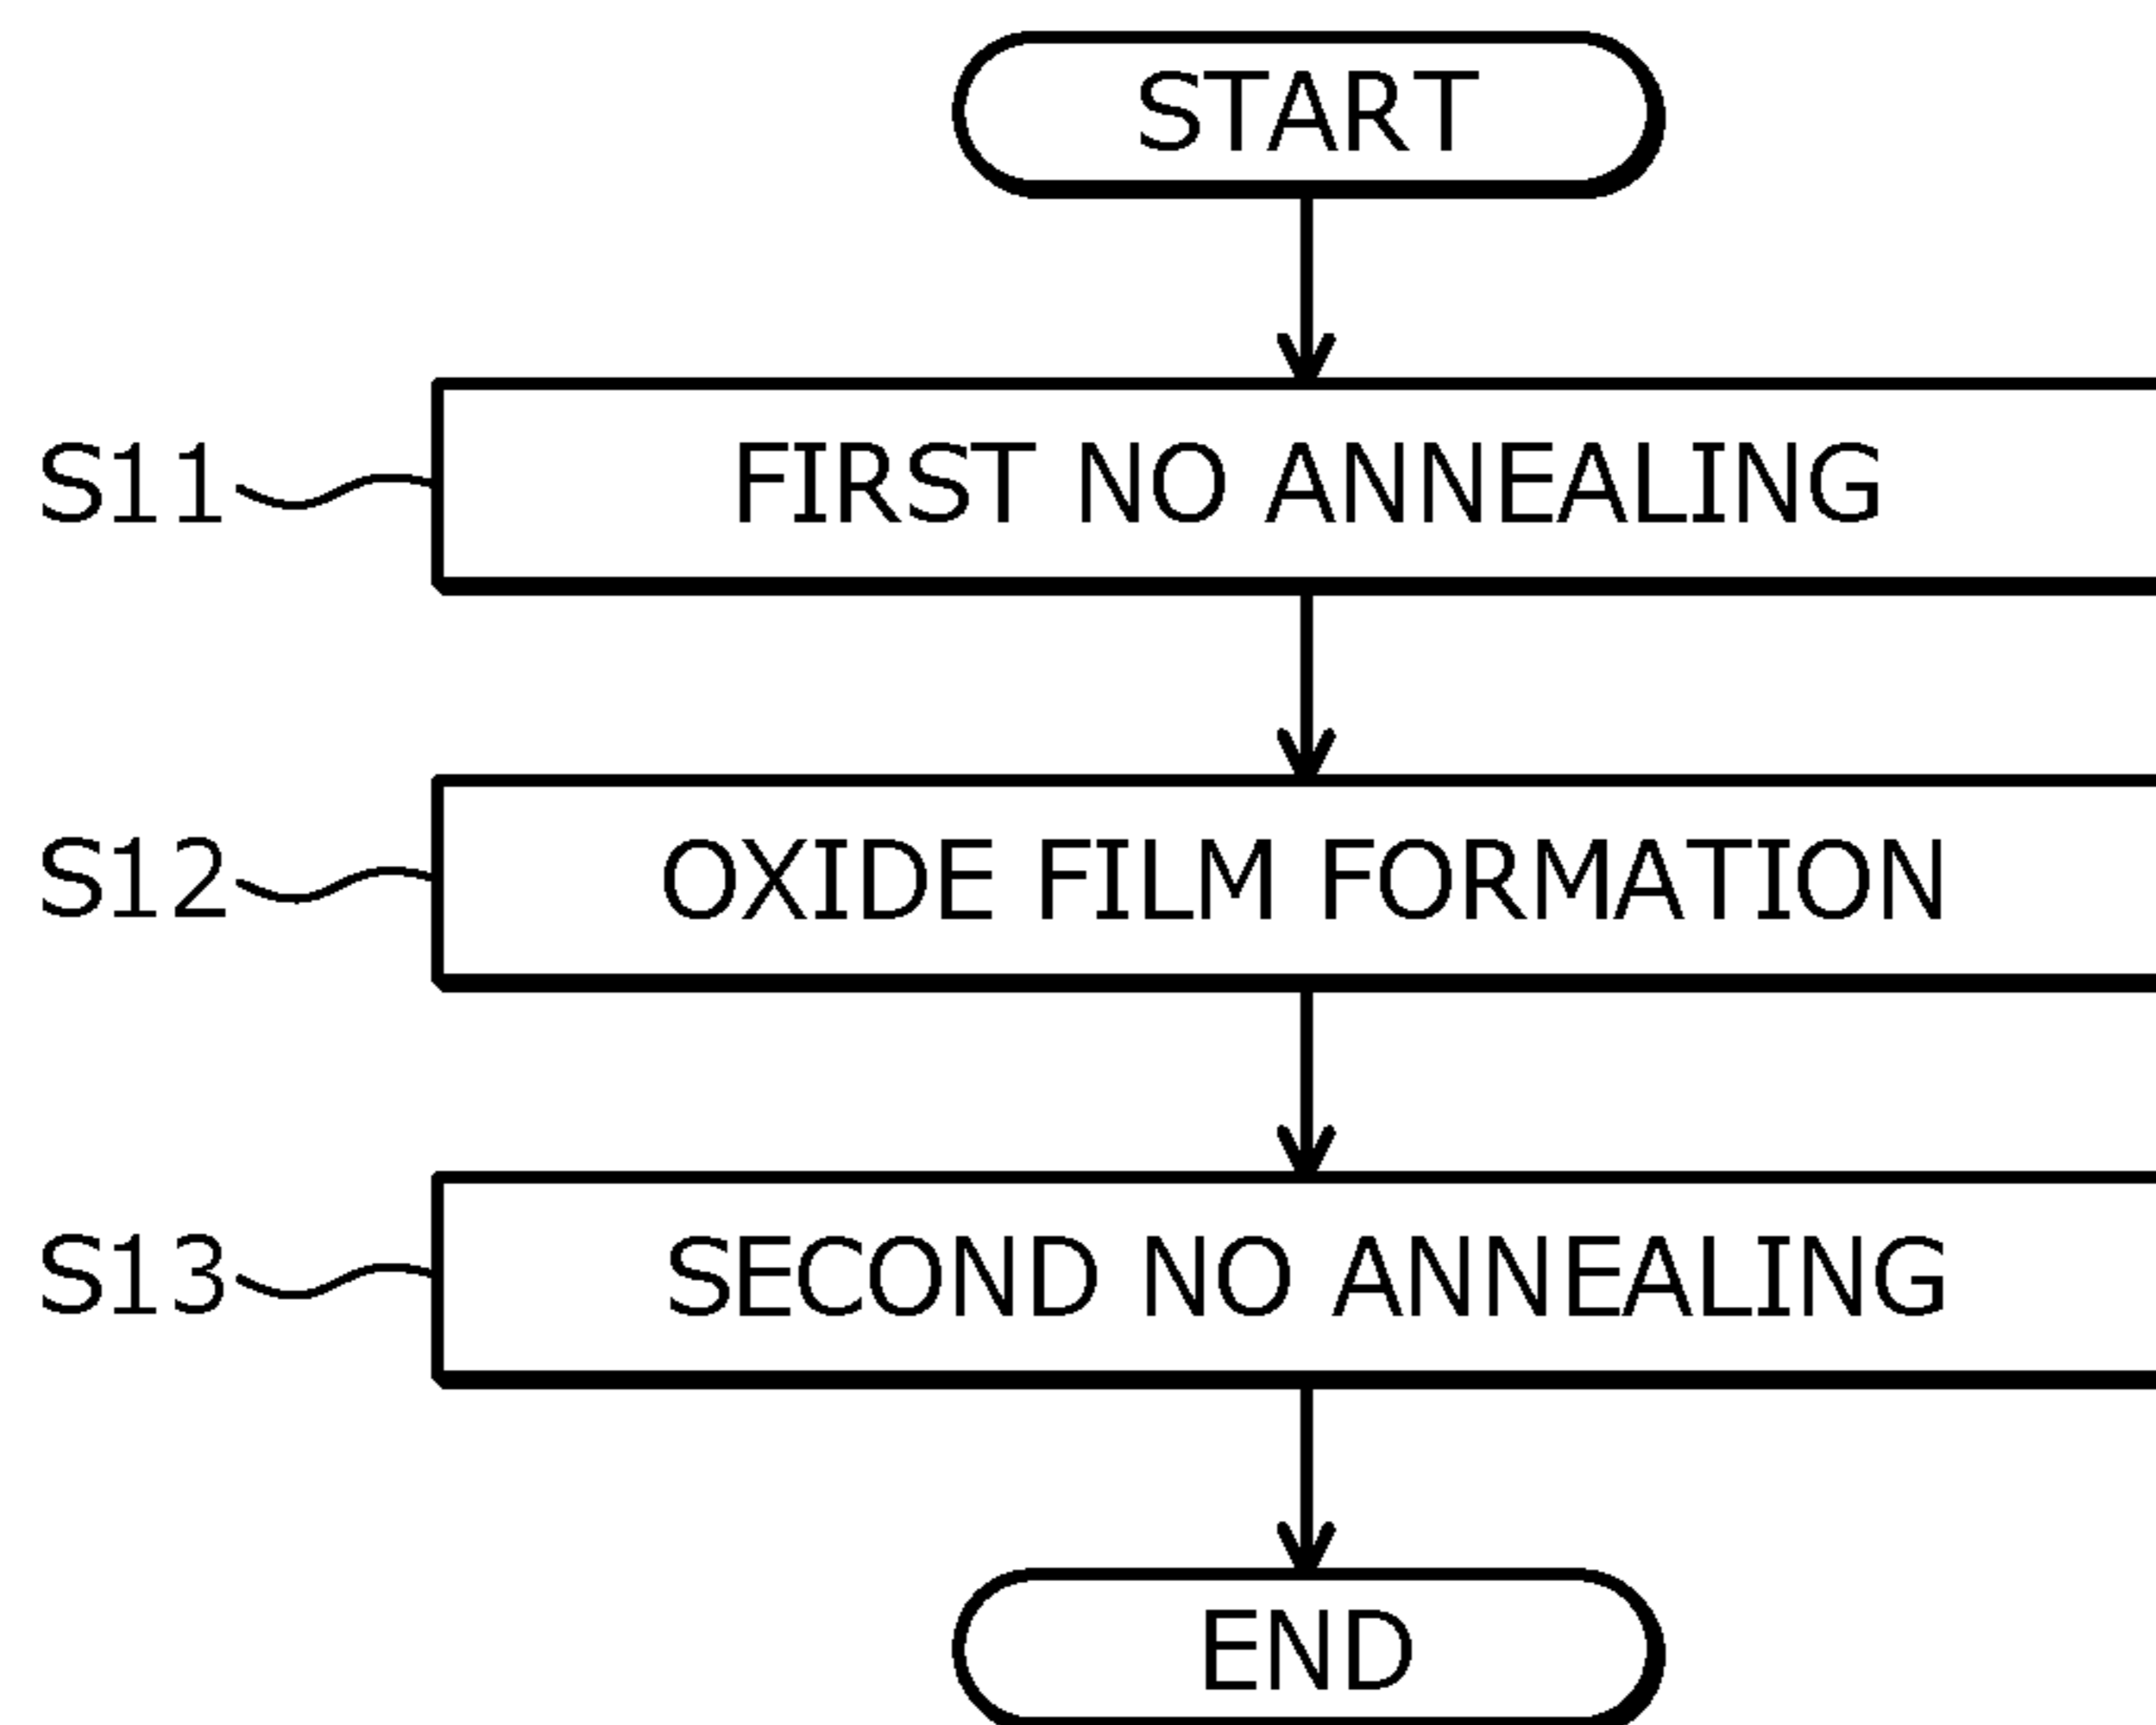 START
S11 FIRST NO ANNEALING
S12 OXIDE FILM FORMATION
S13 SECOND NO ANNEALING
END